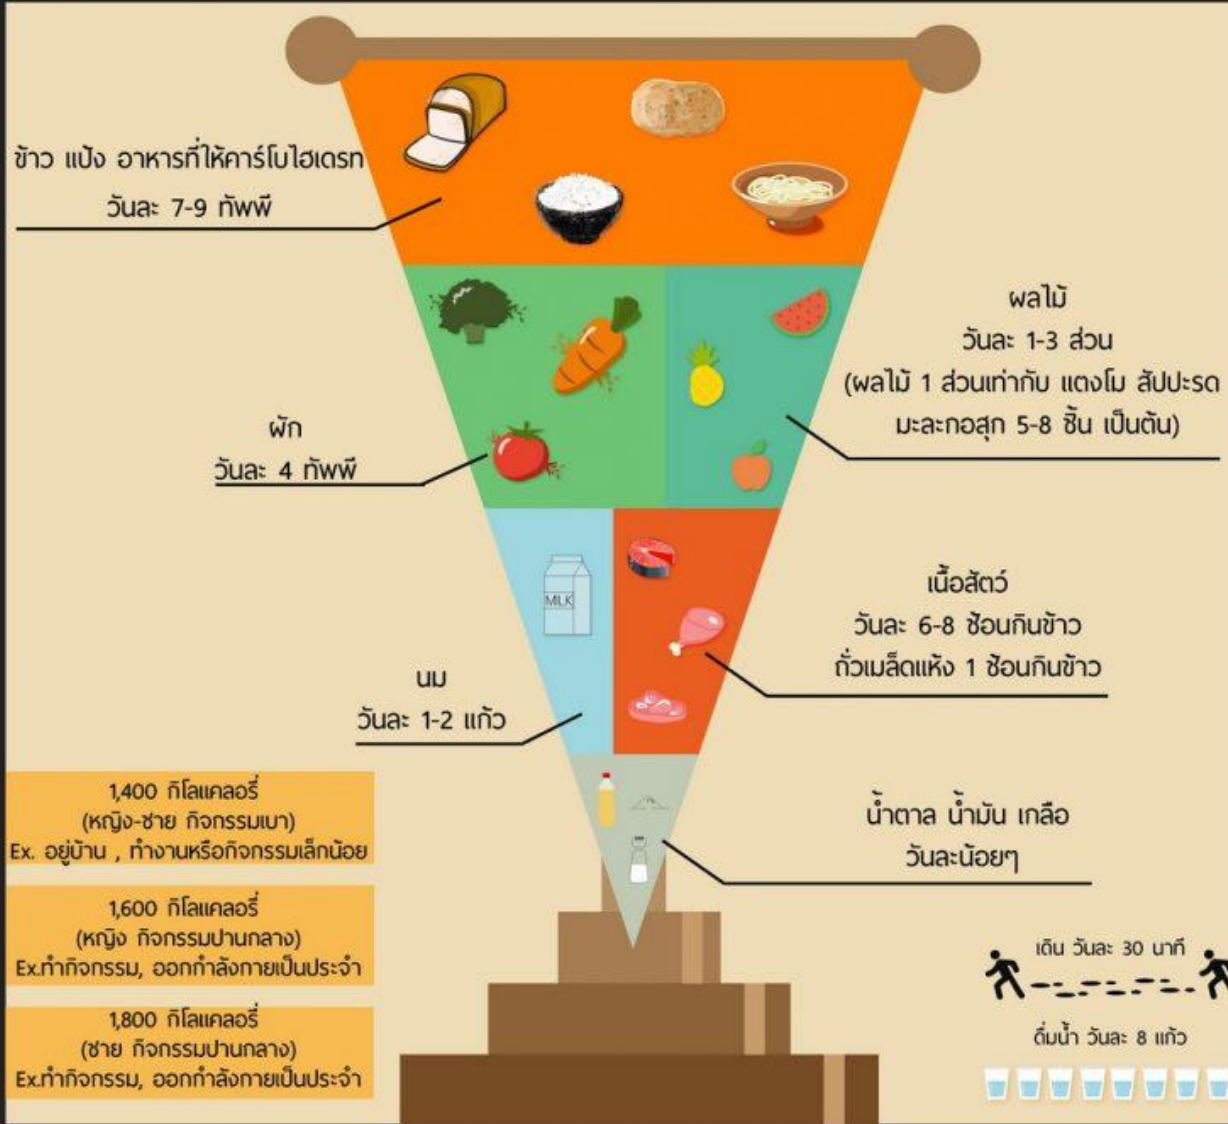 ข้าว แป้ง อาหารที่ให้คาร์โบไฮเดรท
วันละ 7-9 ทัพพี
ผลไม้
วันละ 1-3 ส่วน
(ผลไม้ 1 ส่วนเท่ากับ แตงโม สัปปะรด
มะละกอสุก 5-8 ชิ้น เป็นต้น)
ผัก
วันละ 4 ทัพพี
MILK
เนื้อสัตว์
วันละ 6-8 ช้อนกินข้าว
ถั่วเมล็ดแห้ง 1 ช้อนกินข้าว
นม
วันละ 1-2 แก้ว
น้ำตาล น้ำมัน เกลือ
วันละน้อยๆ
1,400 กิโลแคลอรี่
(หญิง-ชาย กิจกรรมเบา)
Ex. อยู่บ้าน , ทำงานหรือกิจกรรมเล็กน้อย
1,600 กิโลแคลอรี่
(หญิง กิจกรรมปานกลาง)
Ex.ทำกิจกรรม, ออกกำลังกายเป็นประจำ
1,800 กิโลแคลอรี่
(ชาย กิจกรรมปานกลาง)
Ex.ทำกิจกรรม, ออกกำลังกายเป็นประจำ
เดิน วันละ 30 นาที
ดื่มน้ำ วันละ 8 แก้ว